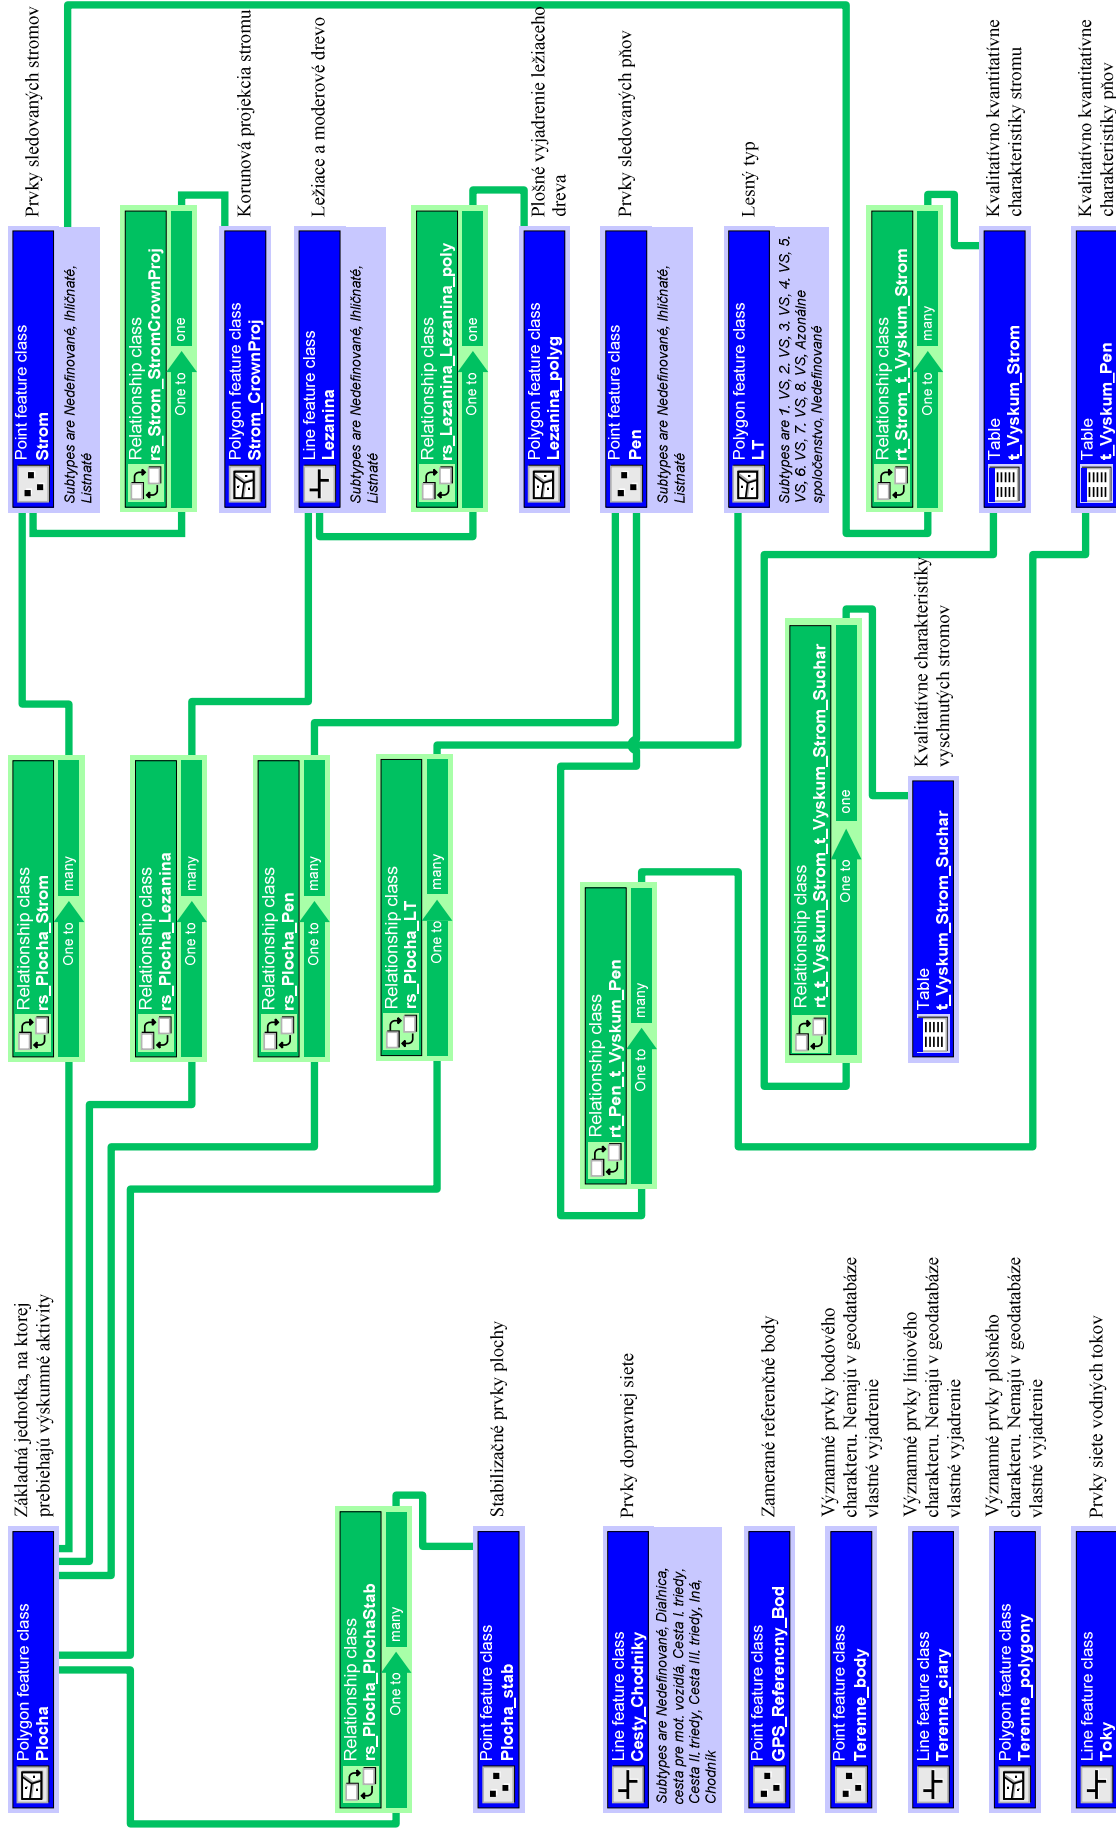 Polygon feature class
Plocha
Základná jednotka, na ktorej
prebiehajú výskumné aktivity
Relationship class
rs_Plocha_PlochaStab
One to
many
Point feature class
Plocha_stab
Stabilizačné prvky plochy
Line feature class
Cesty_Chodniky
Subtypes are Nedefinované, Diaľnica,
cesta pre mot. vozidlá, Cesta I. triedy,
Cesta II. triedy, Cesta III. triedy, Iná,
Chodník
Prvky dopravnej siete
Point feature class
GPS_Referencny_Bod
Zamerané referenčné body
Point feature class
Terenne_body
Významné prvky bodového
charakteru. Nemajú v geodatabáze
vlastné vyjadrenie
Line feature class
Terenne_ciary
Významné prvky líniového
charakteru. Nemajú v geodatabáze
vlastné vyjadrenie
Polygon feature class
Terenne_polygony
Významné prvky plošného
charakteru. Nemajú v geodatabáze
vlastné vyjadrenie
Line feature class
Toky
Prvky siete vodných tokov
Relationship class
rs_Plocha_Strom
One to
many
Relationship class
rs_Plocha_Lezanina
One to
many
Relationship class
rs_Plocha_Pen
One to
many
Relationship class
rs_Plocha_LT
One to
many
Relationship class
rt_Pen_t_Vyskum_Pen
One to
many
Relationship class
rt_t_Vyskum_Strom_t_Vyskum_Strom_Suchar
One to
one
Table
t_Vyskum_Strom_Suchar
Kvalitatívne charakteristiky
vyschnutých stromov
Point feature class
Strom
Subtypes are Nedefinované, Ihličnaté,
Listnaté
Prvky sledovaných stromov
Relationship class
rs_Strom_StromCrownProj
One to
one
Polygon feature class
Strom_CrownProj
Korunová projekcia stromu
Line feature class
Lezanina
Subtypes are Nedefinované, Ihličnaté,
Listnaté
Ležiace a moderové drevo
Relationship class
rs_Lezanina_Lezanina_poly
One to
one
Polygon feature class
Lezanina_polyg
Plošné vyjadrenie ležiaceho
dreva
Point feature class
Pen
Subtypes are Nedefinované, Ihličnaté,
Listnaté
Prvky sledovaných pňov
Polygon feature class
LT
Subtypes are 1. VS, 2. VS, 3. VS, 4. VS, 5.
VS, 6. VS, 7. VS, 8. VS, Azonálne
spoločenstvo, Nedefinované
Lesný typ
Relationship class
rt_Strom_t_Vyskum_Strom
One to
many
Table
t_Vyskum_Strom
Kvalitatívno kvantitatívne
charakteristiky stromu
Table
t_Vyskum_Pen
Kvalitatívno kvantitatívne
charakteristiky pňov